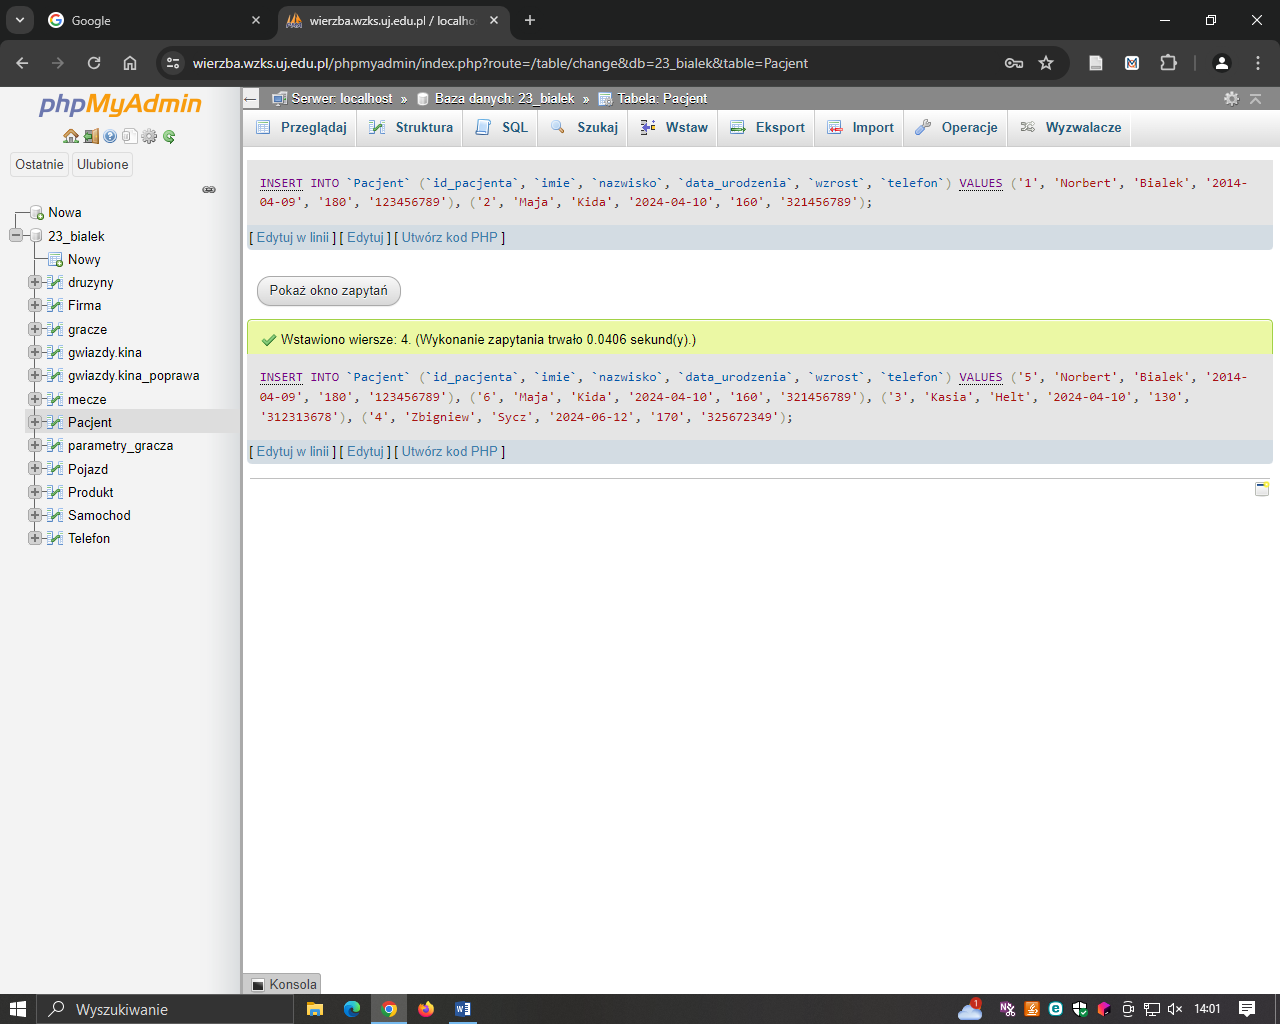 Google
wierzba.wzks.uj.edu.pl / localho
wierzba.wzks.uj.edu.pl/phpmyadmin/index.php?route=/table/change&db=23_bialek&table=Pacjent
phpMyAdmin
Ostatnie Ulubione
Nowa
23_bialek
Nowy
druzyny
Firma
gracze
gwiazdy.kina
gwiazdy.kina_poprawa
mecze
Pacjent
parametry_gracza
Pojazd
Produkt
Samochod
Telefon
Serwer: localhost » Baza danych: 23_bialek » Tabela: Pacjent
Przeglądaj Struktura SQL Szukaj Wstaw Eksport Import Operacje Wyzwalacze
INSERT INTO `Pacjent` (`id_pacjenta`, `imie`, `nazwisko`, `data_urodzenia`, `wzrost`, `telefon`) VALUES ('1', 'Norbert', 'Bialek', '2014-
04-09', '180', '123456789'), ('2', 'Maja', 'Kida', '2024-04-10', '160', '321456789');
[ Edytuj w linii ] [ Edytuj ] [ Utwórz kod PHP ]
Pokaż okno zapytań
Wstawiono wiersze: 4. (Wykonanie zapytania trwało 0.0406 sekund(y).)
INSERT INTO `Pacjent` (`id_pacjenta`, `imie`, `nazwisko`, `data_urodzenia`, `wzrost`, `telefon`) VALUES ('5', 'Norbert', 'Bialek', '2014-
04-09', '180', '123456789'), ('6', 'Maja', 'Kida', '2024-04-10', '160', '321456789'), ('3', 'Kasia', 'Helt', '2024-04-10', '130',
'312313678'), ('4', 'Zbigniew', 'Sycz', '2024-06-12', '170', '325672349');
[ Edytuj w linii ] [ Edytuj ] [ Utwórz kod PHP ]
Konsola
Wyszukiwanie
1
14:01